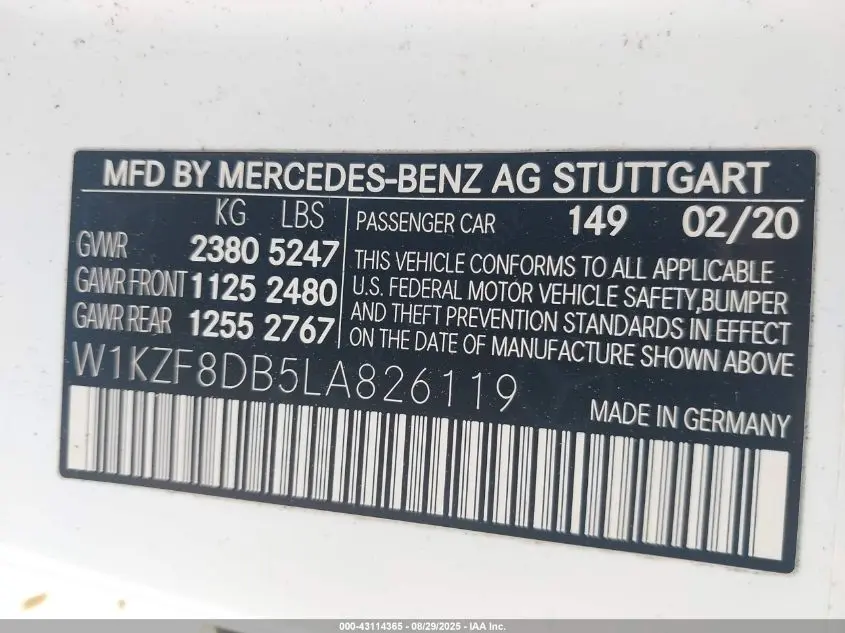 MFD BY MERCEDES-BENZ AG STUTTGART
KG LBS
GVWR 2380 5247
GAWR FRONT 1125 2480
GAWR REAR 1255 2767
PASSENGER CAR 149 02/20
THIS VEHICLE CONFORMS TO ALL APPLICABLE
U.S. FEDERAL MOTOR VEHICLE SAFETY,BUMPER
AND THEFT PREVENTION STANDARDS IN EFFECT
ON THE DATE OF MANUFACTURE SHOWN ABOVE
W1KZF8DB5LA826119
MADE IN GERMANY
000-43114365 - 08/29/2025 - IAA Inc.